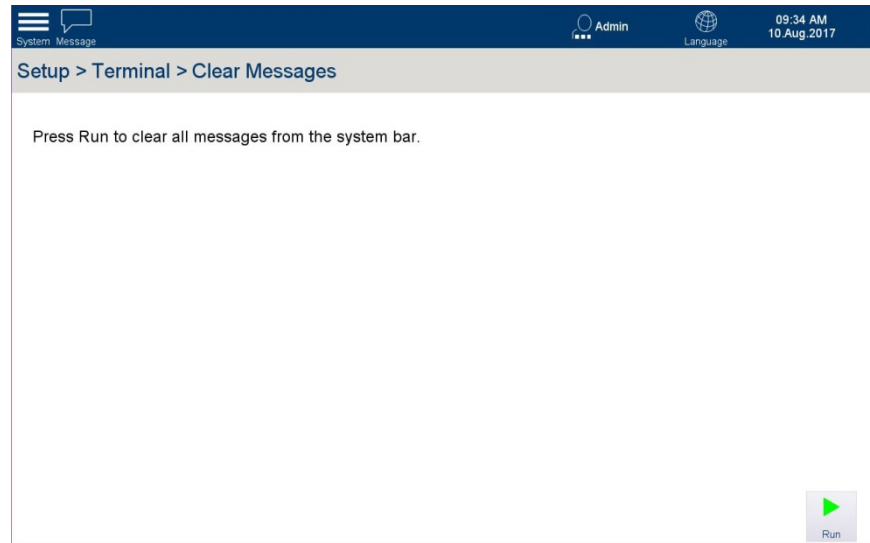 System Message
Admin
Language
09:34 AM
10.Aug.2017
Setup > Terminal > Clear Messages
Press Run to clear all messages from the system bar.
Run